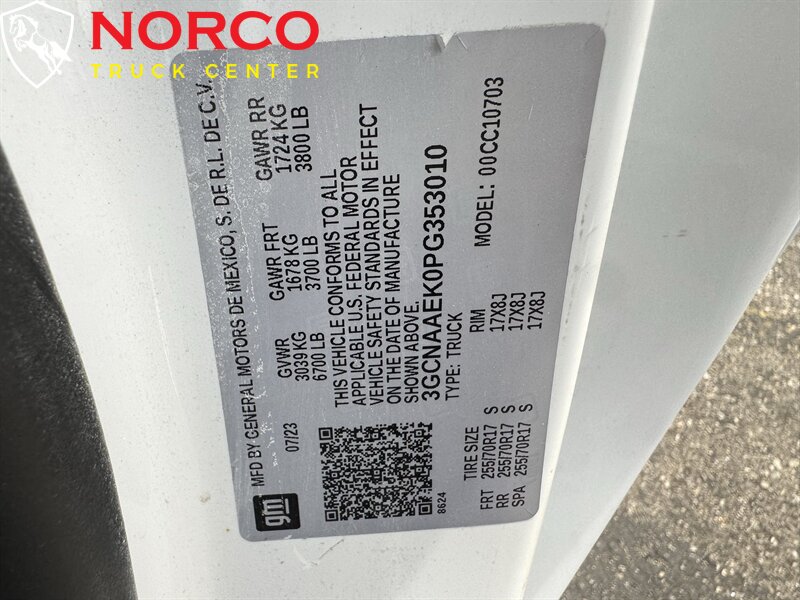 NORCO
TRUCK CENTER
gm
MFD BY GENERAL MOTORS DE MEXICO, S. DE R.L. DE C.V.
07/23
GVWR
3039 KG
6700 LB
GAWR FRT
1678 KG
3700 LB
GAWR RR
1724 KG
3800 LB
THIS VEHICLE CONFORMS TO ALL
APPLICABLE U.S. FEDERAL MOTOR
VEHICLE SAFETY STANDARDS IN EFFECT
ON THE DATE OF MANUFACTURE
SHOWN ABOVE.
3GCNAAEK0PG353010
TYPE: TRUCK
MODEL: 00CC10703
8624
TIRE SIZE RIM
FRT 255/70R17 S 17X8J
RR 255/70R17 S 17X8J
SPA 255/70R17 S 17X8J